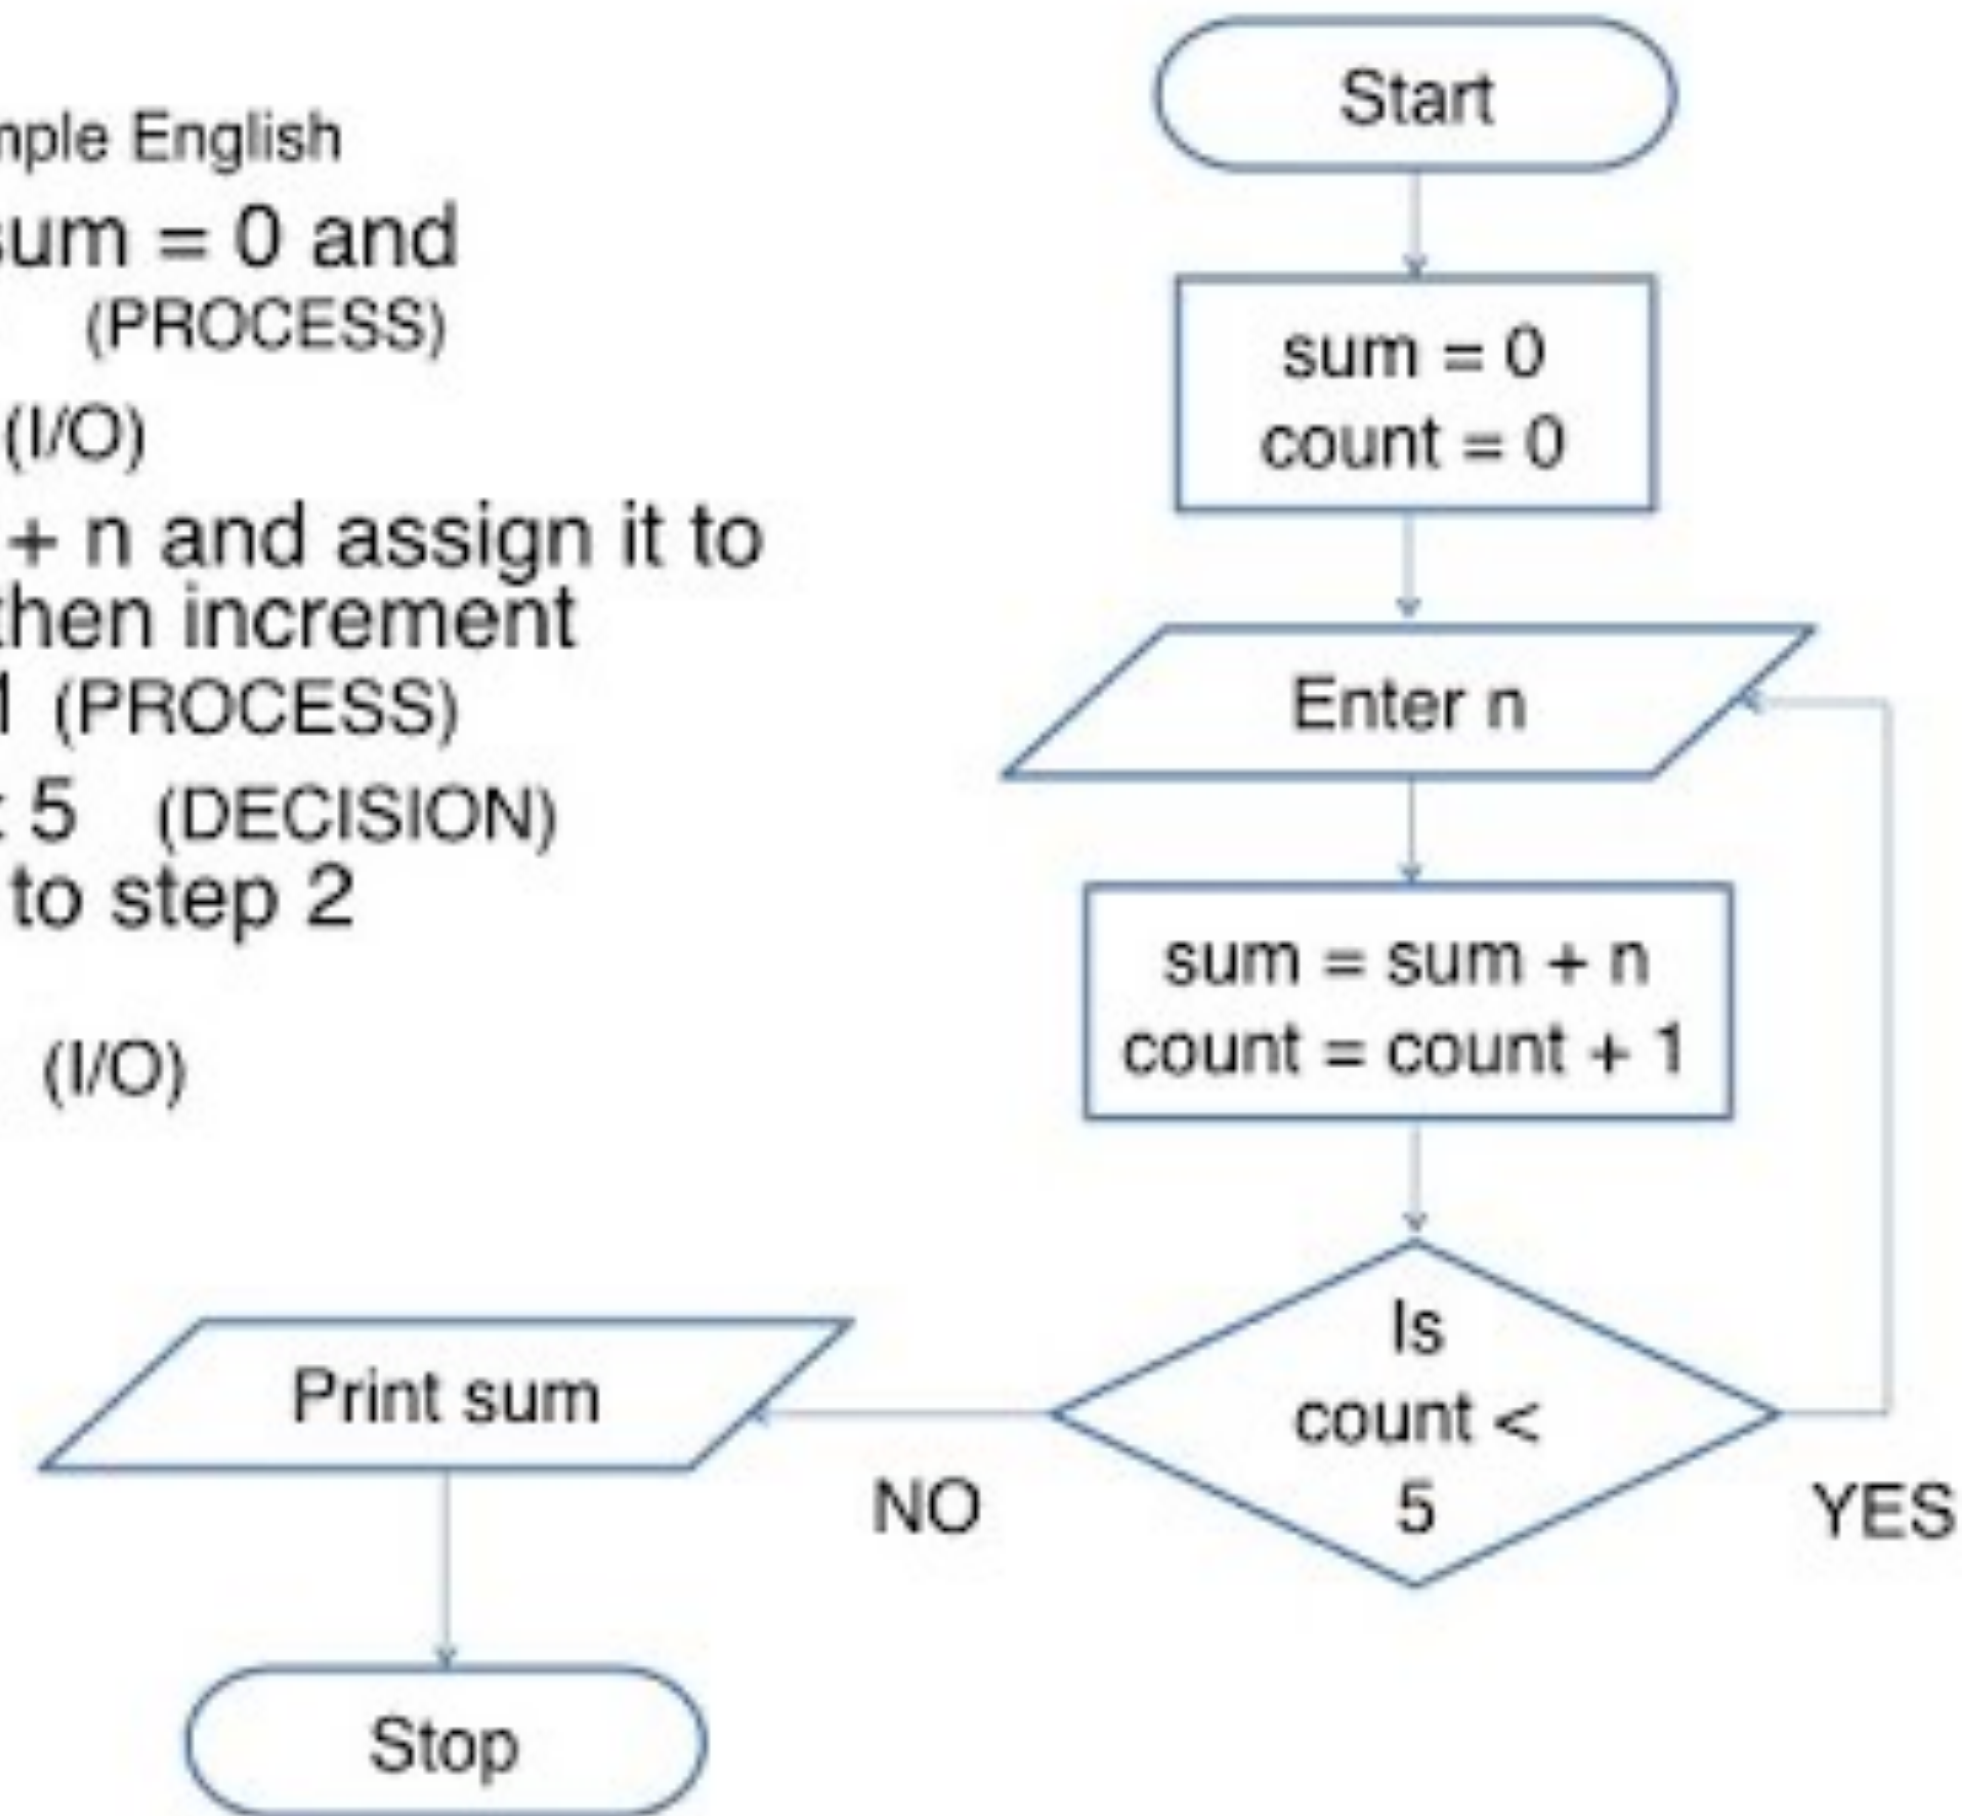 English
sum = 0 and
(PROCESS)
(I/O)
+ n and assign it to
then increment
1 (PROCESS)
5 (DECISION)
to step 2
(I/O)
Start
sum = 0
count = 0
Enter n
sum = sum + n
count = count + 1
Is
count <
5
YES
NO
Print sum
Stop